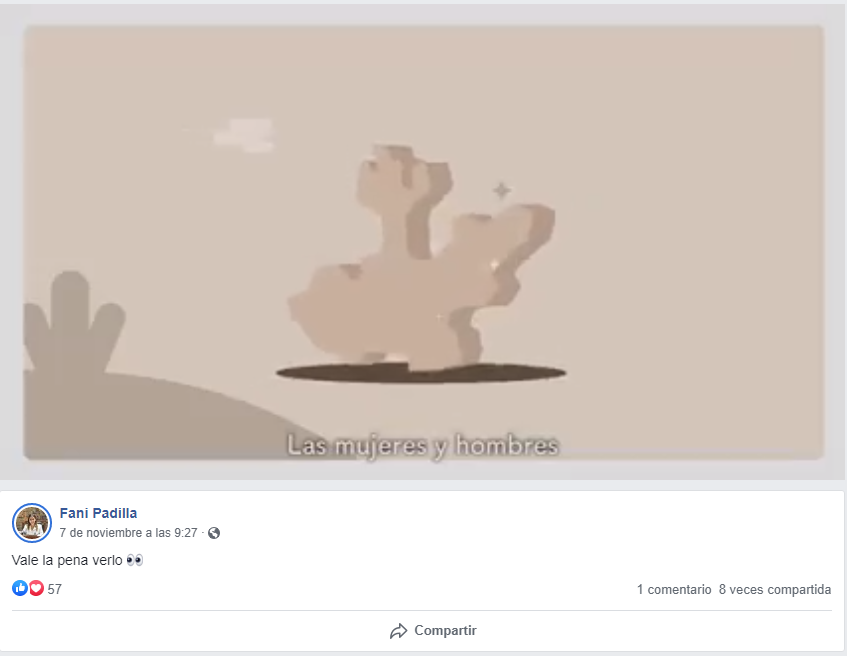 Las mujeres y hombres
Fani Padilla
7 de noviembre a las 9:27 ·
Vale la pena verlo 👀
57
1 comentario 8 veces compartida
Compartir